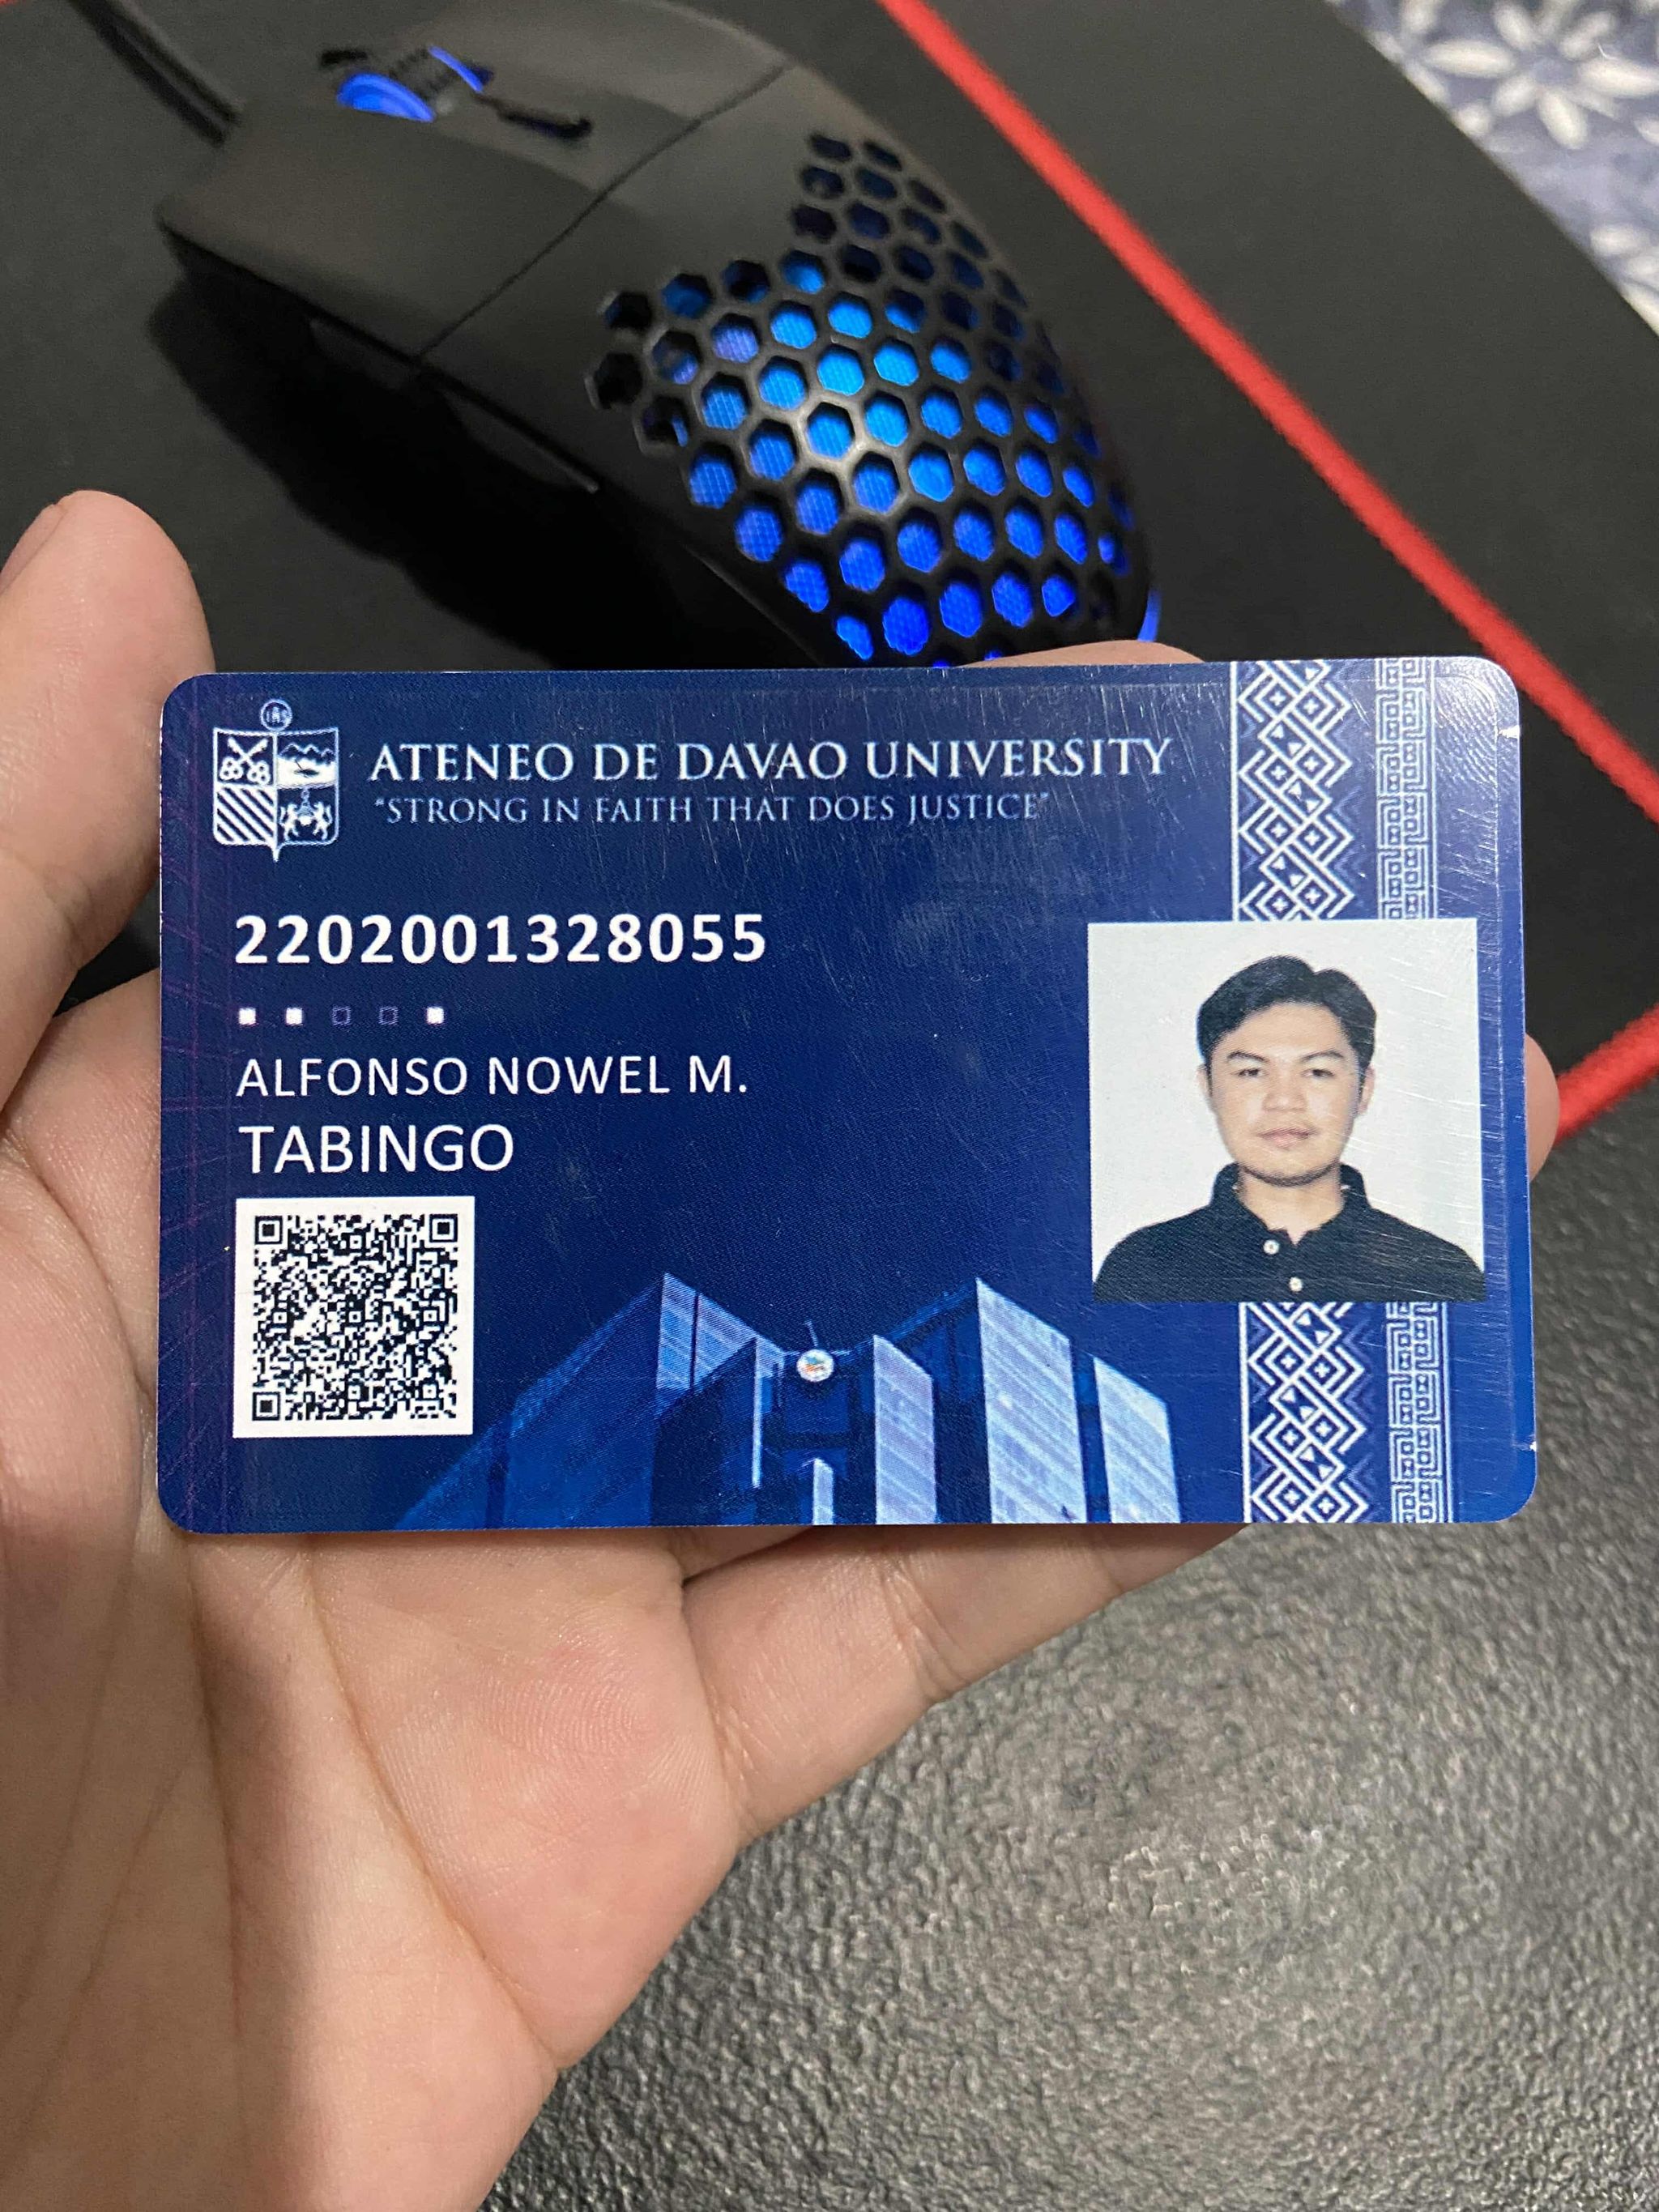 IHS
ATENEO DE DAVAO UNIVERSITY
"STRONG IN FAITH THAT DOES JUSTICE"
2202001328055
ALFONSO NOWEL M.
TABINGO